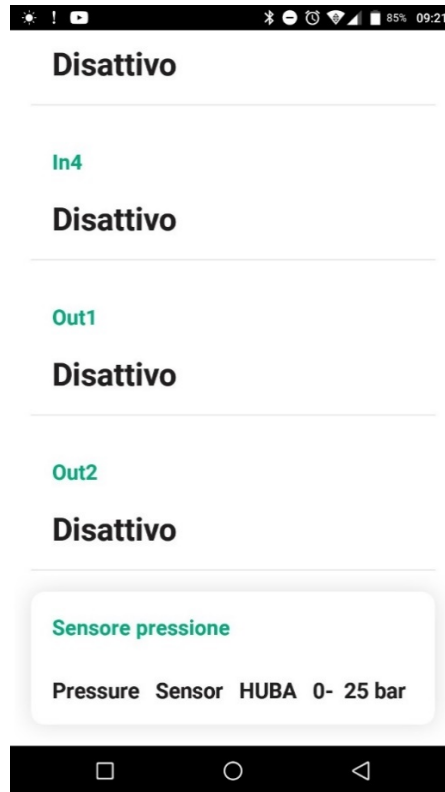 ! 85% 09:21
Disattivo
In4
Disattivo
Out1
Disattivo
Out2
Disattivo
Sensore pressione
Pressure Sensor HUBA 0- 25 bar